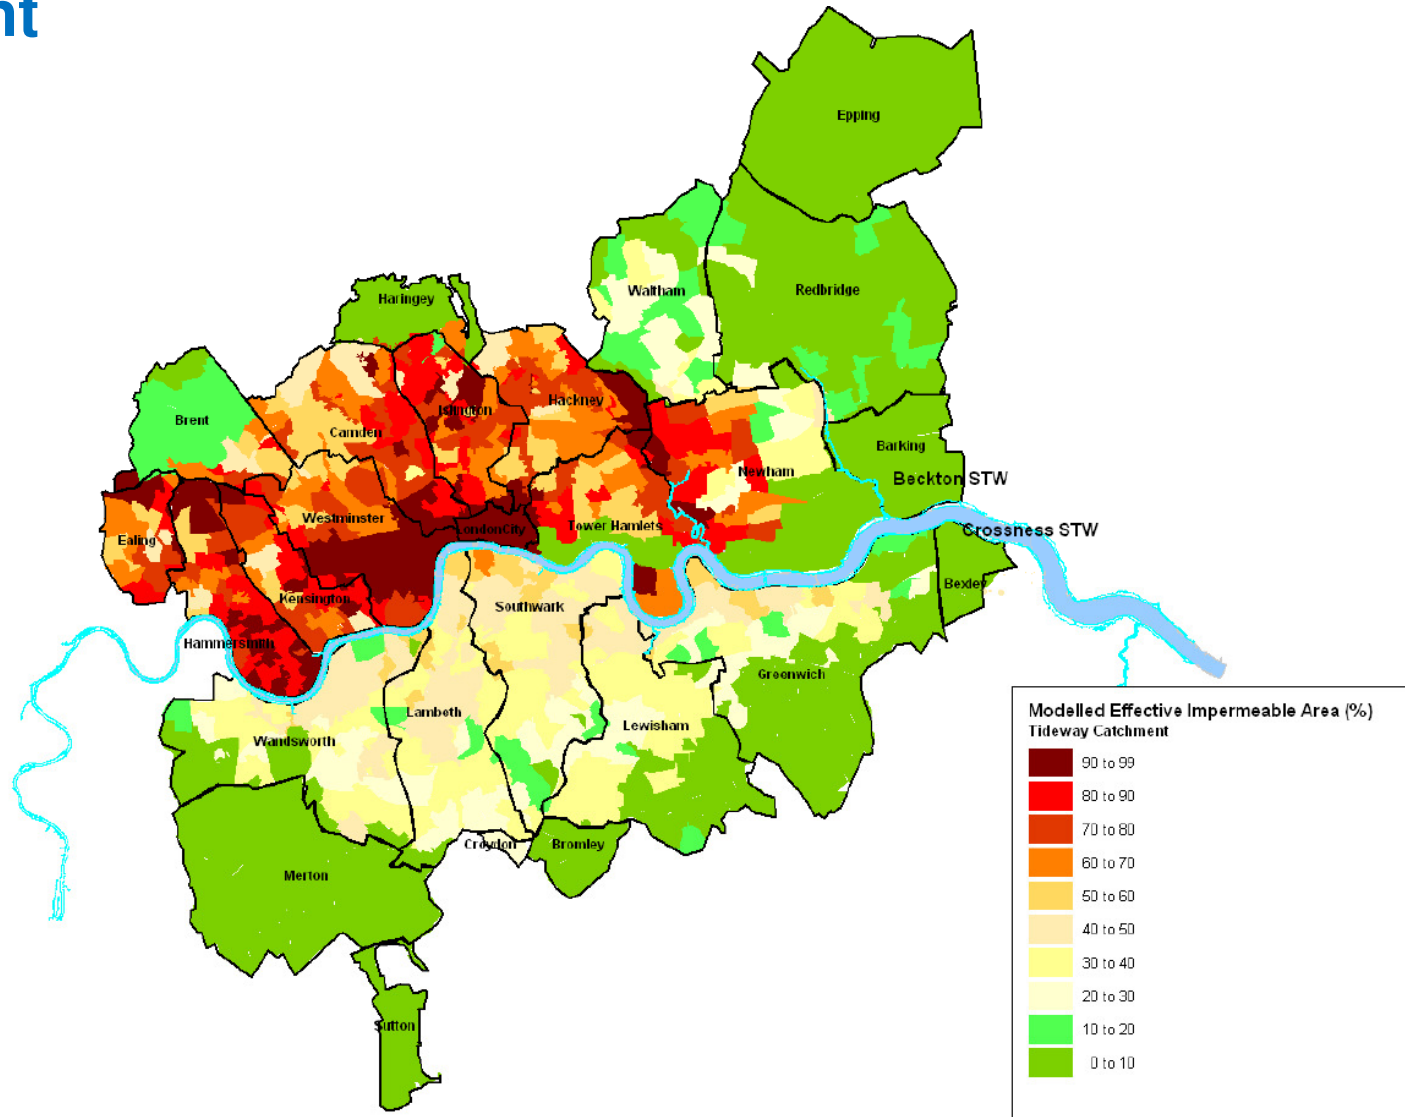 nt
Epping
Waltham
Redbridge
Haringey
Brent
Islington
Hackney
Camden
Barking
Newham
Beckton STW
Westminster
London City
Tower Hamlets
Crossness STW
Ealing
Bexley
Kensington
Southwark
Hammersmith
Greenwich
Lambeth
Lewisham
Wandsworth
Croydon
Bromley
Merton
Sutton
Modelled Effective Impermeable Area (%)
Tideway Catchment
90 to 99
80 to 90
70 to 80
60 to 70
50 to 60
40 to 50
30 to 40
20 to 30
10 to 20
0 to 10